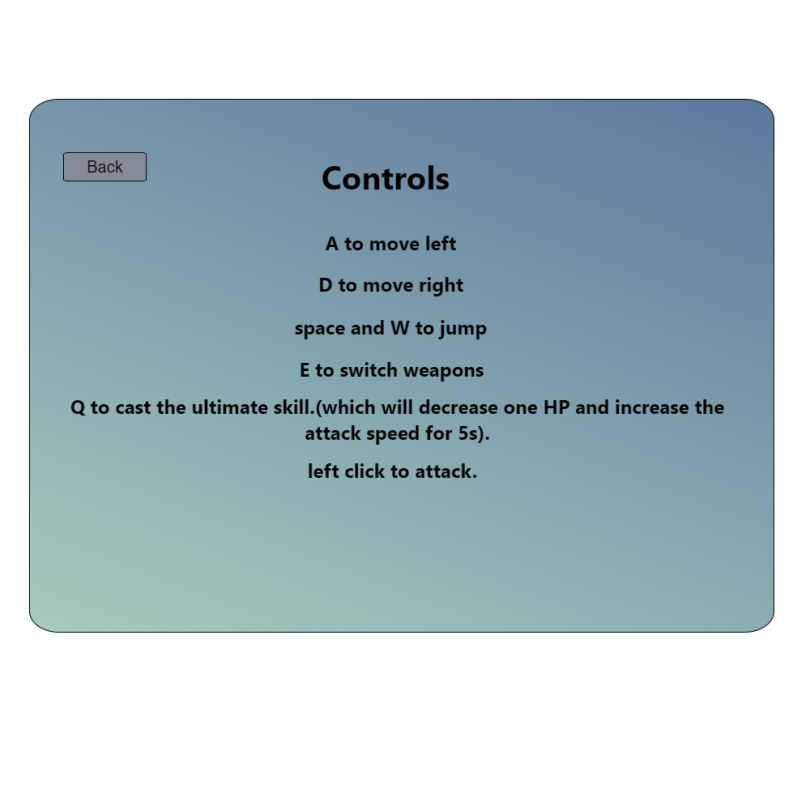 Back
Controls
A to move left
D to move right
space and W to jump
E to switch weapons
Q to cast the ultimate skill.(which will decrease one HP and increase the
attack speed for 5s).
left click to attack.